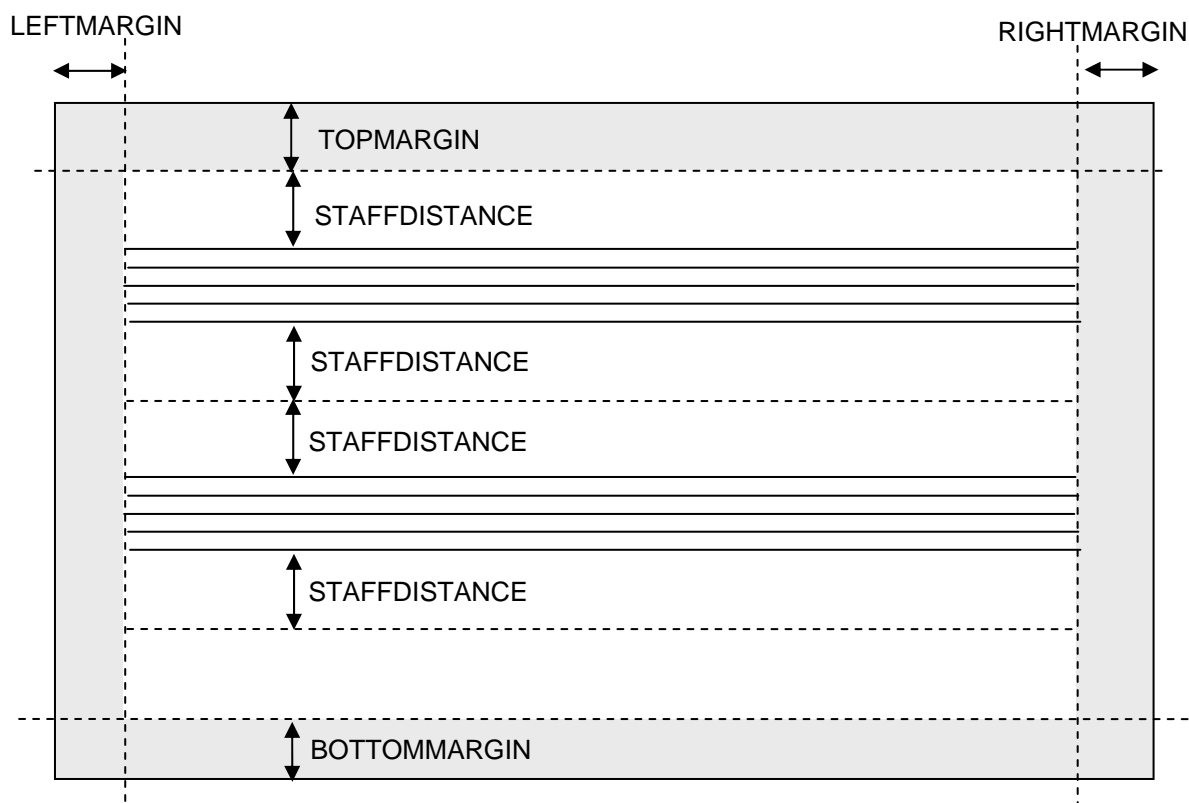 LEFTMARGIN
RIGHTMARGIN
TOPMARGIN
STAFFDISTANCE
STAFFDISTANCE
STAFFDISTANCE
STAFFDISTANCE
BOTTOMMARGIN